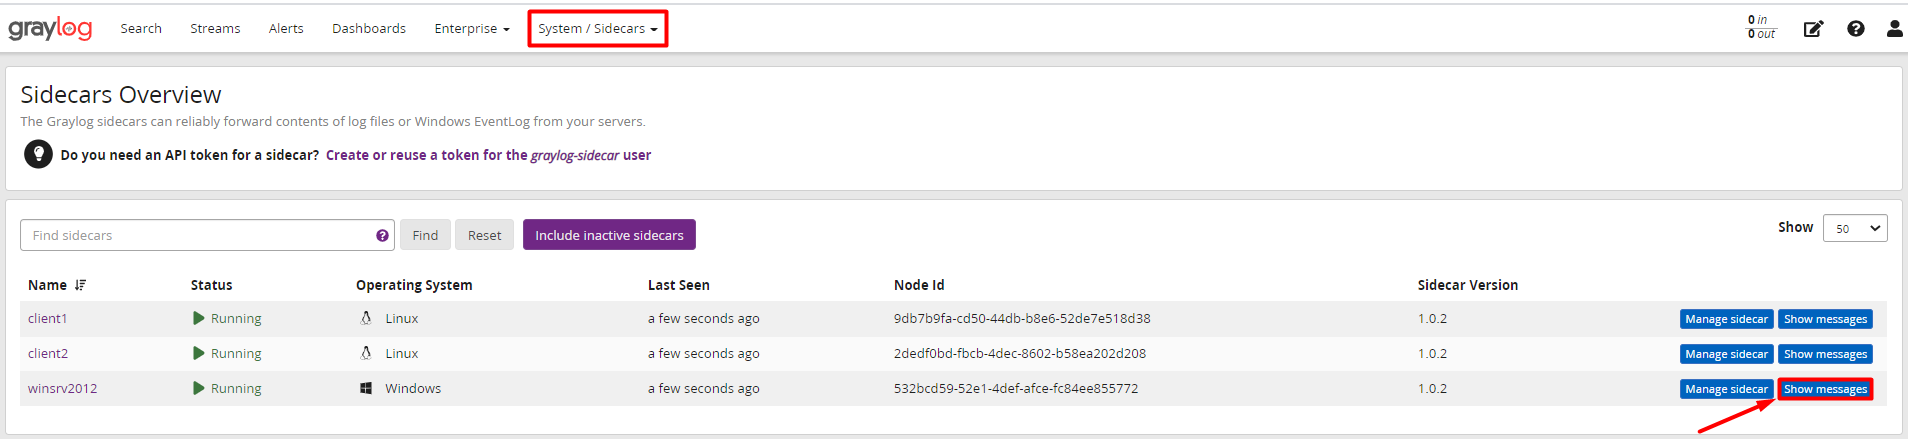 graylog Search Streams Alerts Dashboards Enterprise System / Sidecars 0 in
0 out
Sidecars Overview
The Graylog sidecars can reliably forward contents of log files or Windows EventLog from your servers.
Do you need an API token for a sidecar? Create or reuse a token for the graylog-sidecar user
Find sidecars ? Find Reset Include inactive sidecars Show 50
Name Status Operating System Last Seen Node Id Sidecar Version
client1 Running Linux a few seconds ago 9db7b9fa-cd50-44db-b8e6-52de7e518d38 1.0.2 Manage sidecar Show messages
client2 Running Linux a few seconds ago 2dedf0bd-fbcb-4dec-8602-b58ea202d208 1.0.2 Manage sidecar Show messages
winsrv2012 Running Windows a few seconds ago 532bcd59-52e1-4def-afce-fc84ee855772 1.0.2 Manage sidecar Show messages